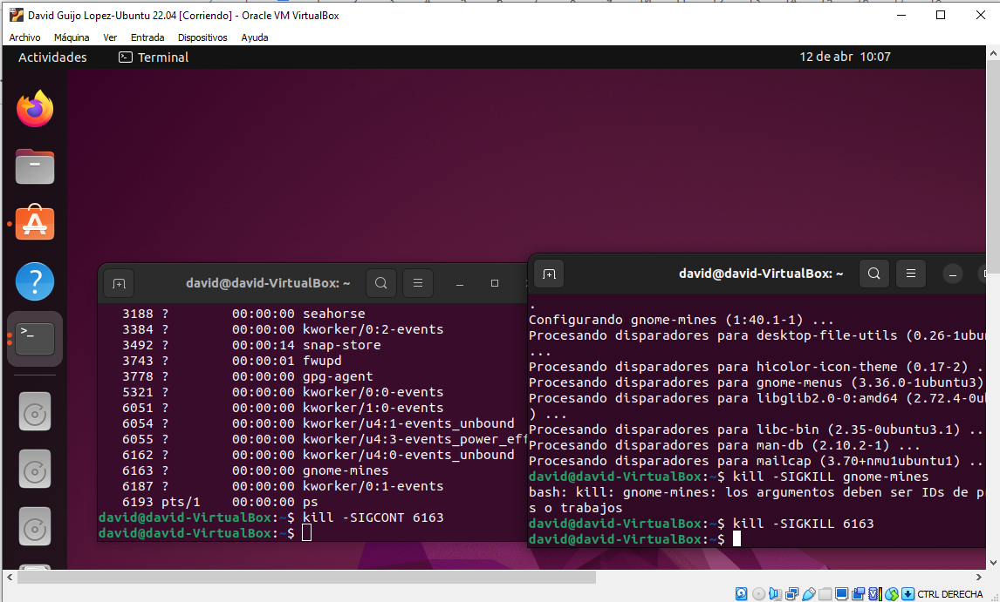 David Guijo Lopez-Ubuntu 22.04 [Corriendo] - Oracle VM VirtualBox
Archivo Máquina Ver Entrada Dispositivos Ayuda
Actividades Terminal 12 de abr 10:07
david@david-VirtualBox: ~
3188 ? 00:00:00 seahorse
3384 ? 00:00:00 kworker/0:2-events
3492 ? 00:00:14 snap-store
3743 ? 00:00:01 fwupd
3778 ? 00:00:00 gpg-agent
5321 ? 00:00:00 kworker/0:0-events
6051 ? 00:00:00 kworker/1:0-events
6054 ? 00:00:00 kworker/u4:1-events_unbound
6055 ? 00:00:00 kworker/u4:3-events_power_eff
6162 ? 00:00:00 kworker/u4:0-events_unbound
6163 ? 00:00:00 gnome-mines
6187 ? 00:00:00 kworker/0:1-events
6193 pts/1 00:00:00 ps
david@david-VirtualBox:~$ kill -SIGCONT 6163
david@david-VirtualBox:~$
david@david-VirtualBox: ~
.
Configurando gnome-mines (1:40.1-1) ...
Procesando disparadores para desktop-file-utils (0.26-1ubun
...
Procesando disparadores para hicolor-icon-theme (0.17-2) .
Procesando disparadores para gnome-menus (3.36.0-1ubuntu3)
Procesando disparadores para libglib2.0-0:amd64 (2.72.4-0ub
) ...
Procesando disparadores para libc-bin (2.35-0ubuntu3.1) ..
Procesando disparadores para man-db (2.10.2-1) ...
Procesando disparadores para mailcap (3.70+nmu1ubuntu1) ...
david@david-VirtualBox:~$ kill -SIGKILL gnome-mines
bash: kill: gnome-mines: los argumentos deben ser IDs de p
s o trabajos
david@david-VirtualBox:~$ kill -SIGKILL 6163
david@david-VirtualBox:~$
CTRL DERECHA